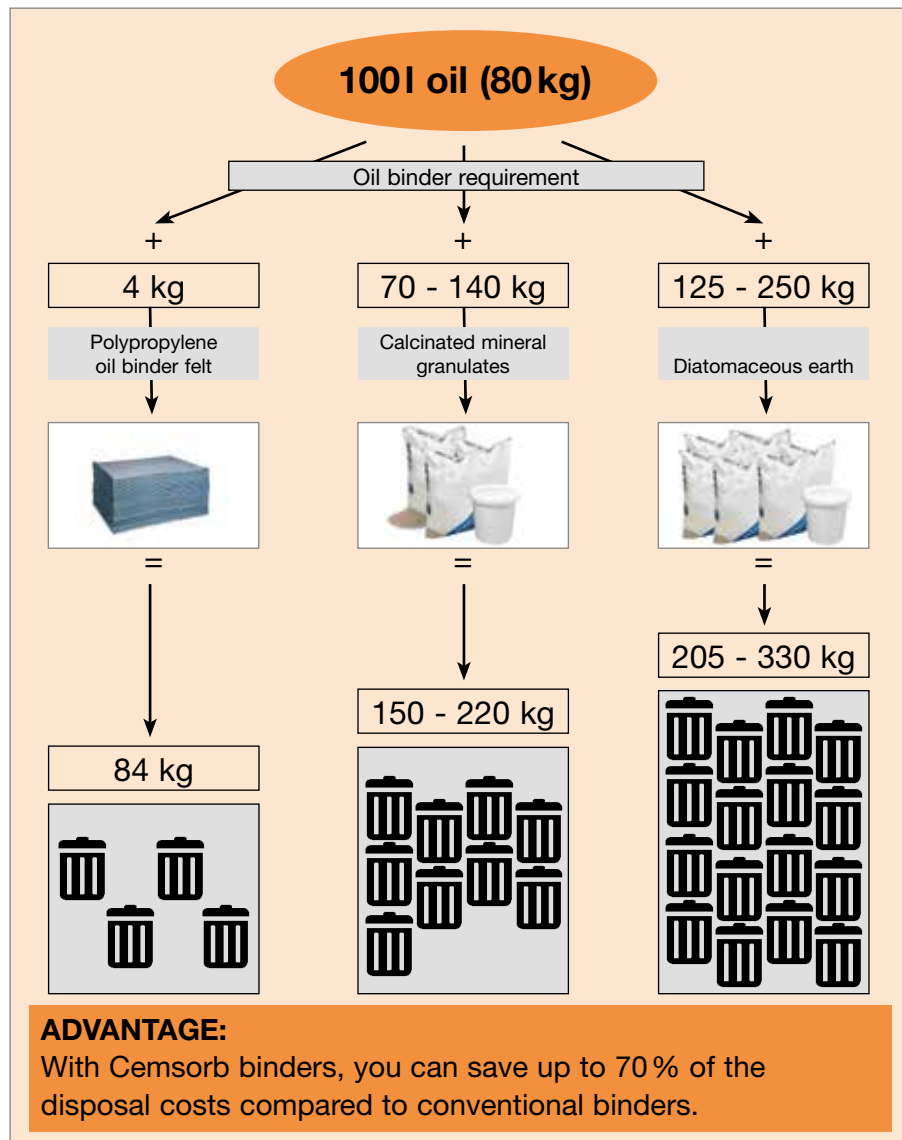 100 l oil (80 kg)
Oil binder requirement
+
+
+
4 kg
70 - 140 kg
125 - 250 kg
Polypropylene
oil binder felt
Calcinated mineral
granulates
Diatomaceous earth
=
=
=
205 - 330 kg
150 - 220 kg
84 kg
ADVANTAGE:
With Cemsorb binders, you can save up to 70 % of the
disposal costs compared to conventional binders.